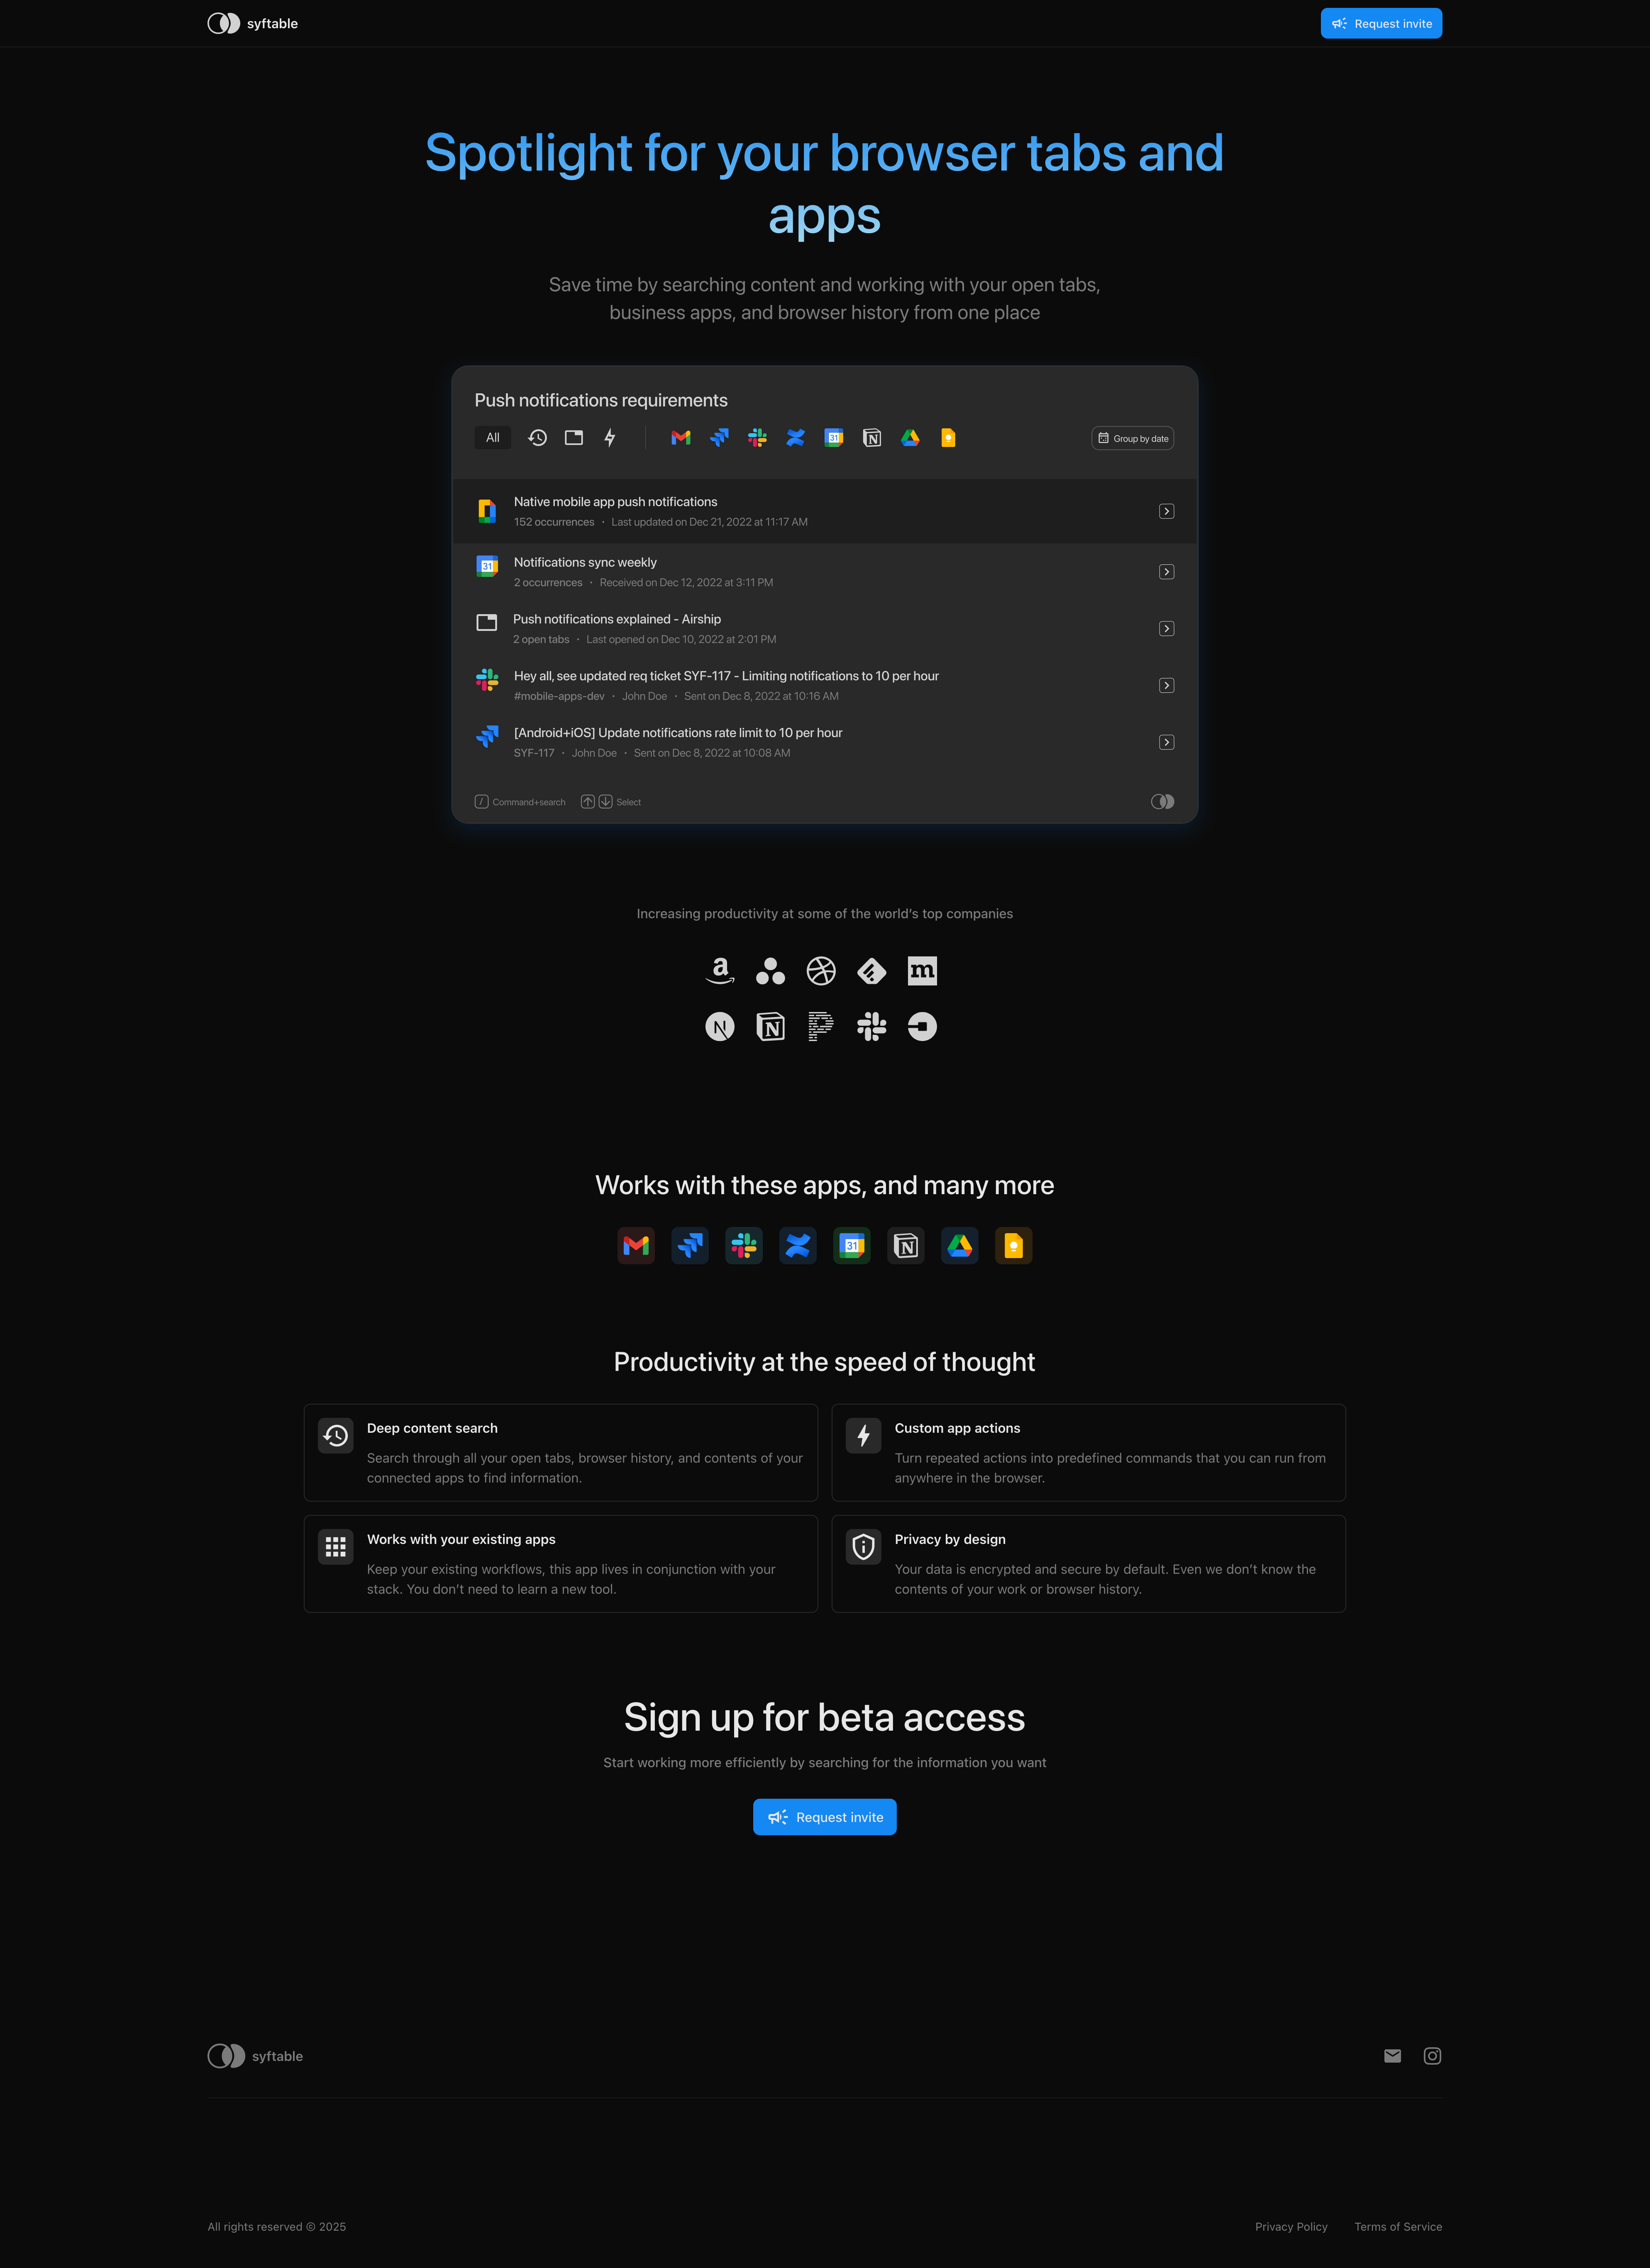 syftable
Request invite
Spotlight for your browser tabs and
apps
Save time by searching content and working with your open tabs,
business apps, and browser history from one place
Push notifications requirements
All
31
Group by date
Native mobile app push notifications
152 occurrences · Last updated on Dec 21, 2022 at 11:17 AM
31
Notifications sync weekly
2 occurrences · Received on Dec 12, 2022 at 3:11 PM
Push notifications explained - Airship
2 open tabs · Last opened on Dec 10, 2022 at 2:01 PM
Hey all, see updated req ticket SYF-117 - Limiting notifications to 10 per hour
#mobile-apps-dev · John Doe · Sent on Dec 8, 2022 at 10:16 AM
[Android+iOS] Update notifications rate limit to 10 per hour
SYF-117 · John Doe · Sent on Dec 8, 2022 at 10:08 AM
/ Command+search Select
Increasing productivity at some of the world's top companies
Works with these apps, and many more
31
Productivity at the speed of thought
Deep content search
Search through all your open tabs, browser history, and contents of your
connected apps to find information.
Custom app actions
Turn repeated actions into predefined commands that you can run from
anywhere in the browser.
Works with your existing apps
Keep your existing workflows, this app lives in conjunction with your
stack. You don't need to learn a new tool.
Privacy by design
Your data is encrypted and secure by default. Even we don't know the
contents of your work or browser history.
Sign up for beta access
Start working more efficiently by searching for the information you want
Request invite
syftable
All rights reserved © 2025
Privacy Policy
Terms of Service